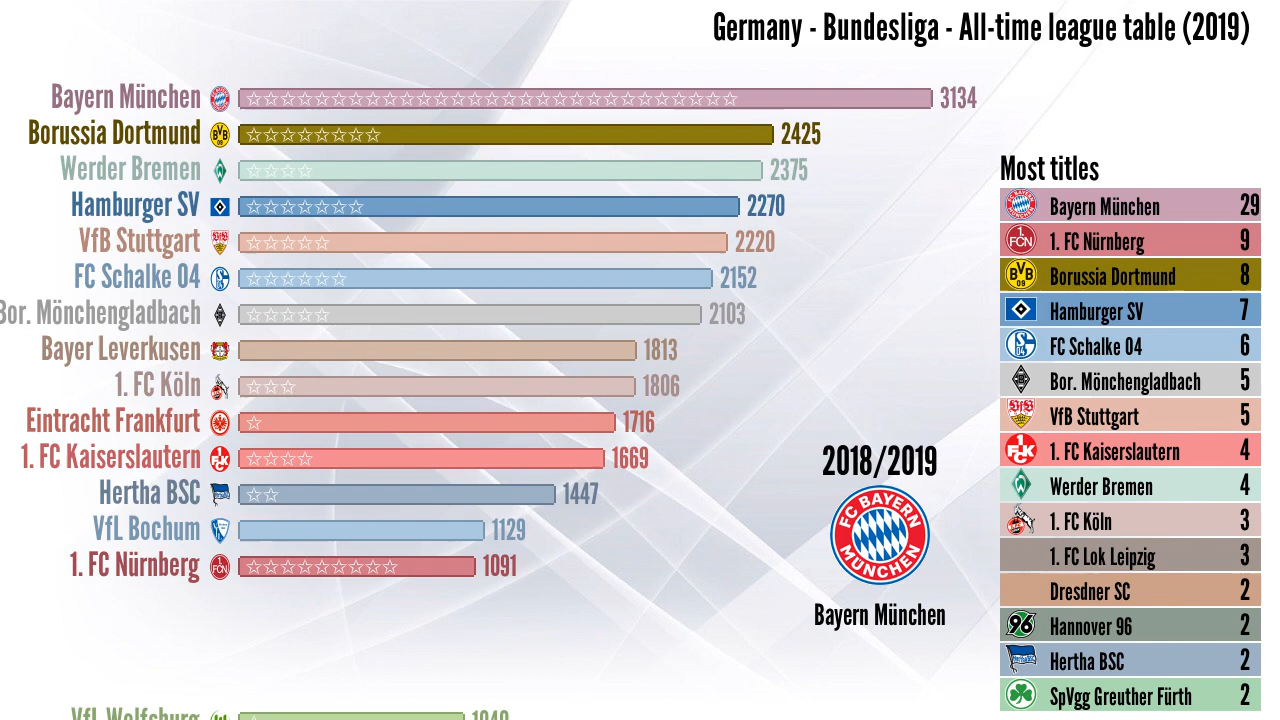 Germany - Bundesliga - All-time league table (2019)
Bayern München 3134
Borussia Dortmund 2425
Werder Bremen 2375
Hamburger SV 2270
VfB Stuttgart 2220
FC Schalke 04 2152
Bor. Mönchengladbach 2103
Bayer Leverkusen 1813
1. FC Köln 1806
Eintracht Frankfurt 1716
1. FC Kaiserslautern 1669
Hertha BSC 1447
VfL Bochum 1129
1. FC Nürnberg 1091
VfL Wolfsburg
2018/2019
FC BAYERN
MÜNCHEN
Bayern München
Most titles
Bayern München 29
1. FC Nürnberg 9
Borussia Dortmund 8
Hamburger SV 7
FC Schalke 04 6
Bor. Mönchengladbach 5
VfB Stuttgart 5
1. FC Kaiserslautern 4
Werder Bremen 4
1. FC Köln 3
1. FC Lok Leipzig 3
Dresdner SC 2
Hannover 96 2
Hertha BSC 2
SpVgg Greuther Fürth 2